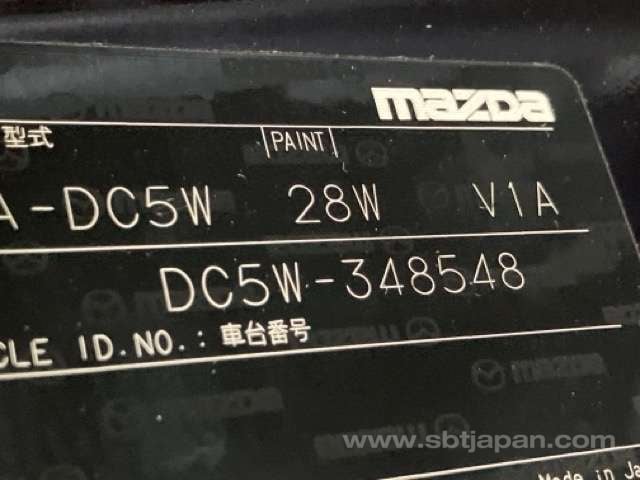 mazda
型式 PAINT
A-DC5W 28W V1A
DC5W-348548
CLE ID.NO.: 車台番号
www.sbtjapan.com
Made in Ja